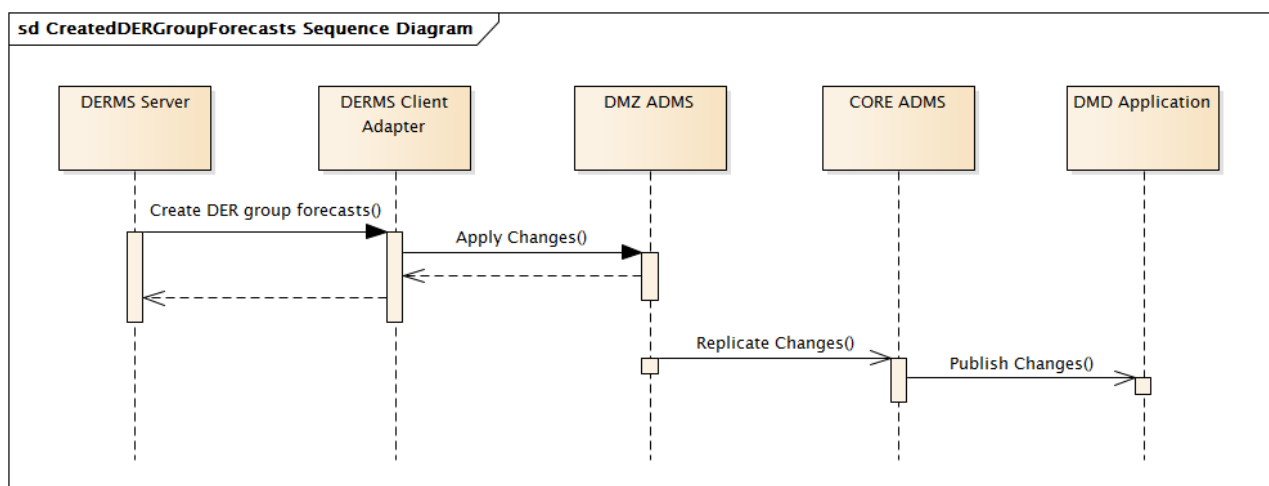 sd CreatedDERGroupForecasts Sequence Diagram
DERMS Server
DERMS Client
Adapter
DMZ ADMS
CORE ADMS
DMD Application
Create DER group forecasts()
Apply Changes()
Replicate Changes()
Publish Changes()